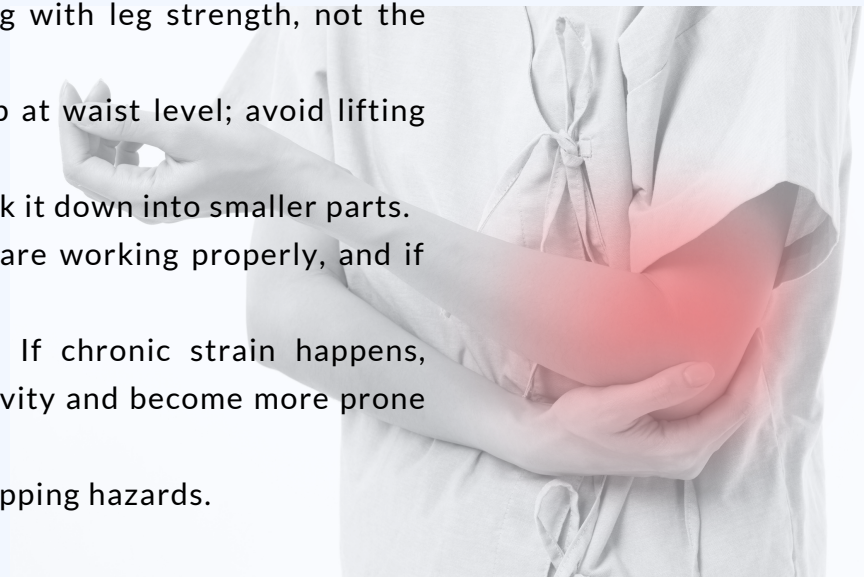 g with leg strength, not the
at waist level; avoid lifting
k it down into smaller parts.
are working properly, and if
If chronic strain happens,
vity and become more prone
pping hazards.